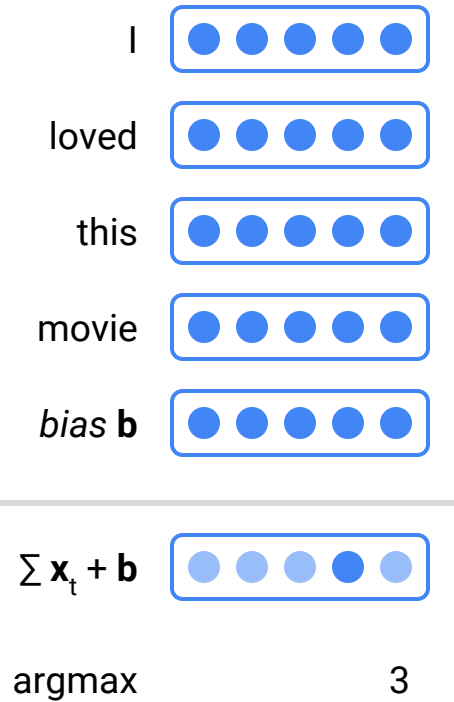 I
loved
this
movie
bias b
∑ xₜ + b
argmax 3